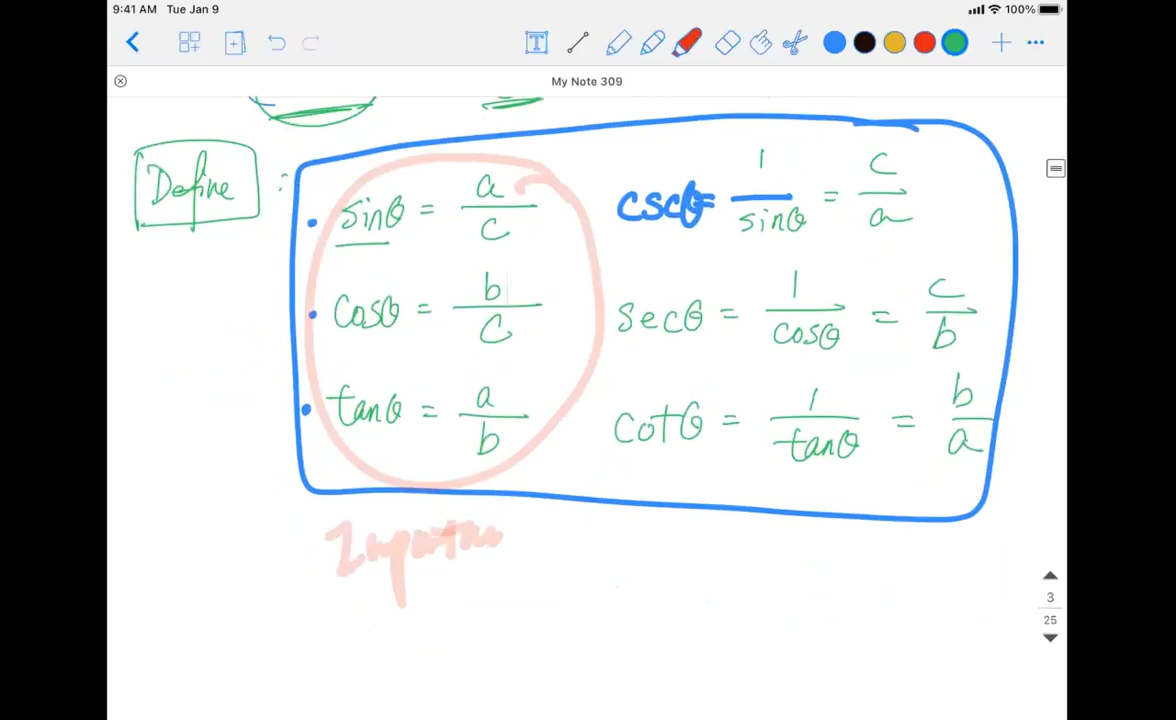 9:41 AM Tue Jan 9
100%
T
My Note 309
Define :
• sinθ = a/c cscθ = 1/sinθ = c/a
• cosθ = b/c secθ = 1/cosθ = c/b
• tanθ = a/b cotθ = 1/tanθ = b/a
3
25